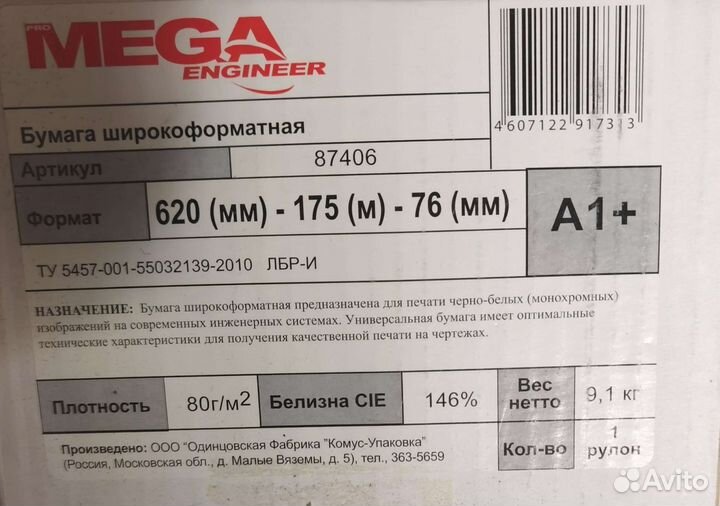 PRO
MEGA
ENGINEER
4607122 917333
Бумага широкоформатная
Артикул 87406
Формат 620 (мм) - 175 (м) - 76 (мм) А1+
ТУ 5457-001-55032139-2010 ЛБР-И
НАЗНАЧЕНИЕ: Бумага широкоформатная предназначена для печати черно-белых (монохромных)
изображений на современных инженерных системах. Универсальная бумага имеет оптимальные
технические характеристики для получения качественной печати на чертежах.
Плотность 80г/м2 Белизна CIE 146% Вес нетто 9,1 кг
Кол-во 1 рулон
Произведено: ООО "Одинцовская Фабрика "Комус-Упаковка"
(Россия, Московская обл., д. Малые Вяземы, д. 5), тел., 363-5659
Avito